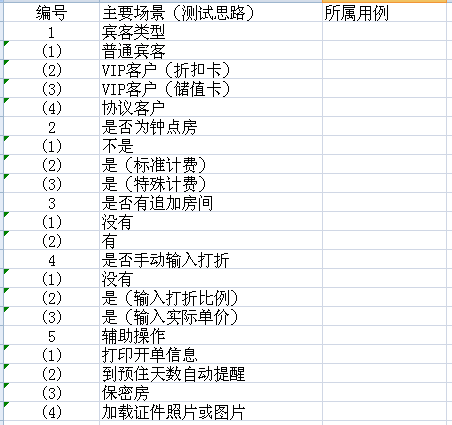 编号 主要场景（测试思路） 所属用例
1 宾客类型
(1) 普通宾客
(2) VIP客户（折扣卡）
(3) VIP客户（储值卡）
(4) 协议客户
2 是否为钟点房
(1) 不是
(2) 是（标准计费）
(3) 是（特殊计费）
3 是否有追加房间
(1) 没有
(2) 有
4 是否手动输入打折
(1) 没有
(2) 是（输入打折比例）
(3) 是（输入实际单价）
5 辅助操作
(1) 打印开单信息
(2) 到预住天数自动提醒
(3) 保密房
(4) 加载证件照片或图片